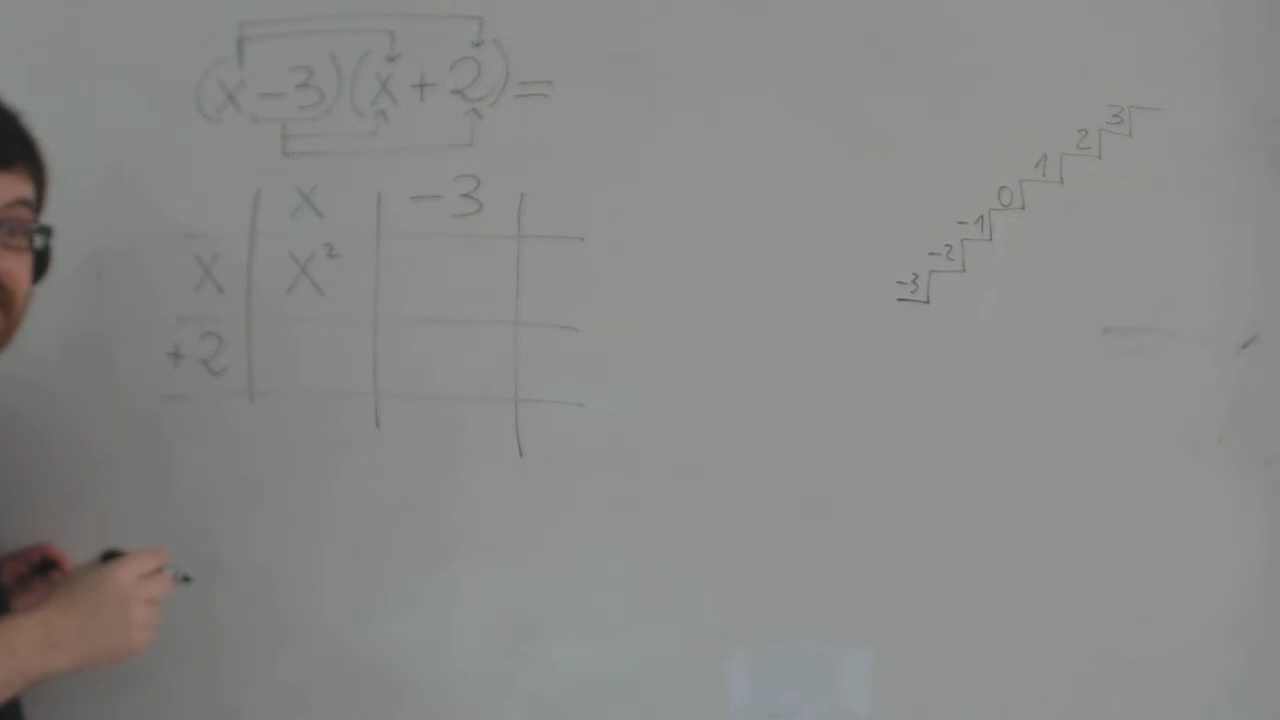 (x-3)(x+2)=
x -3
x x²
+2
3
2
1
0
-1
-2
-3